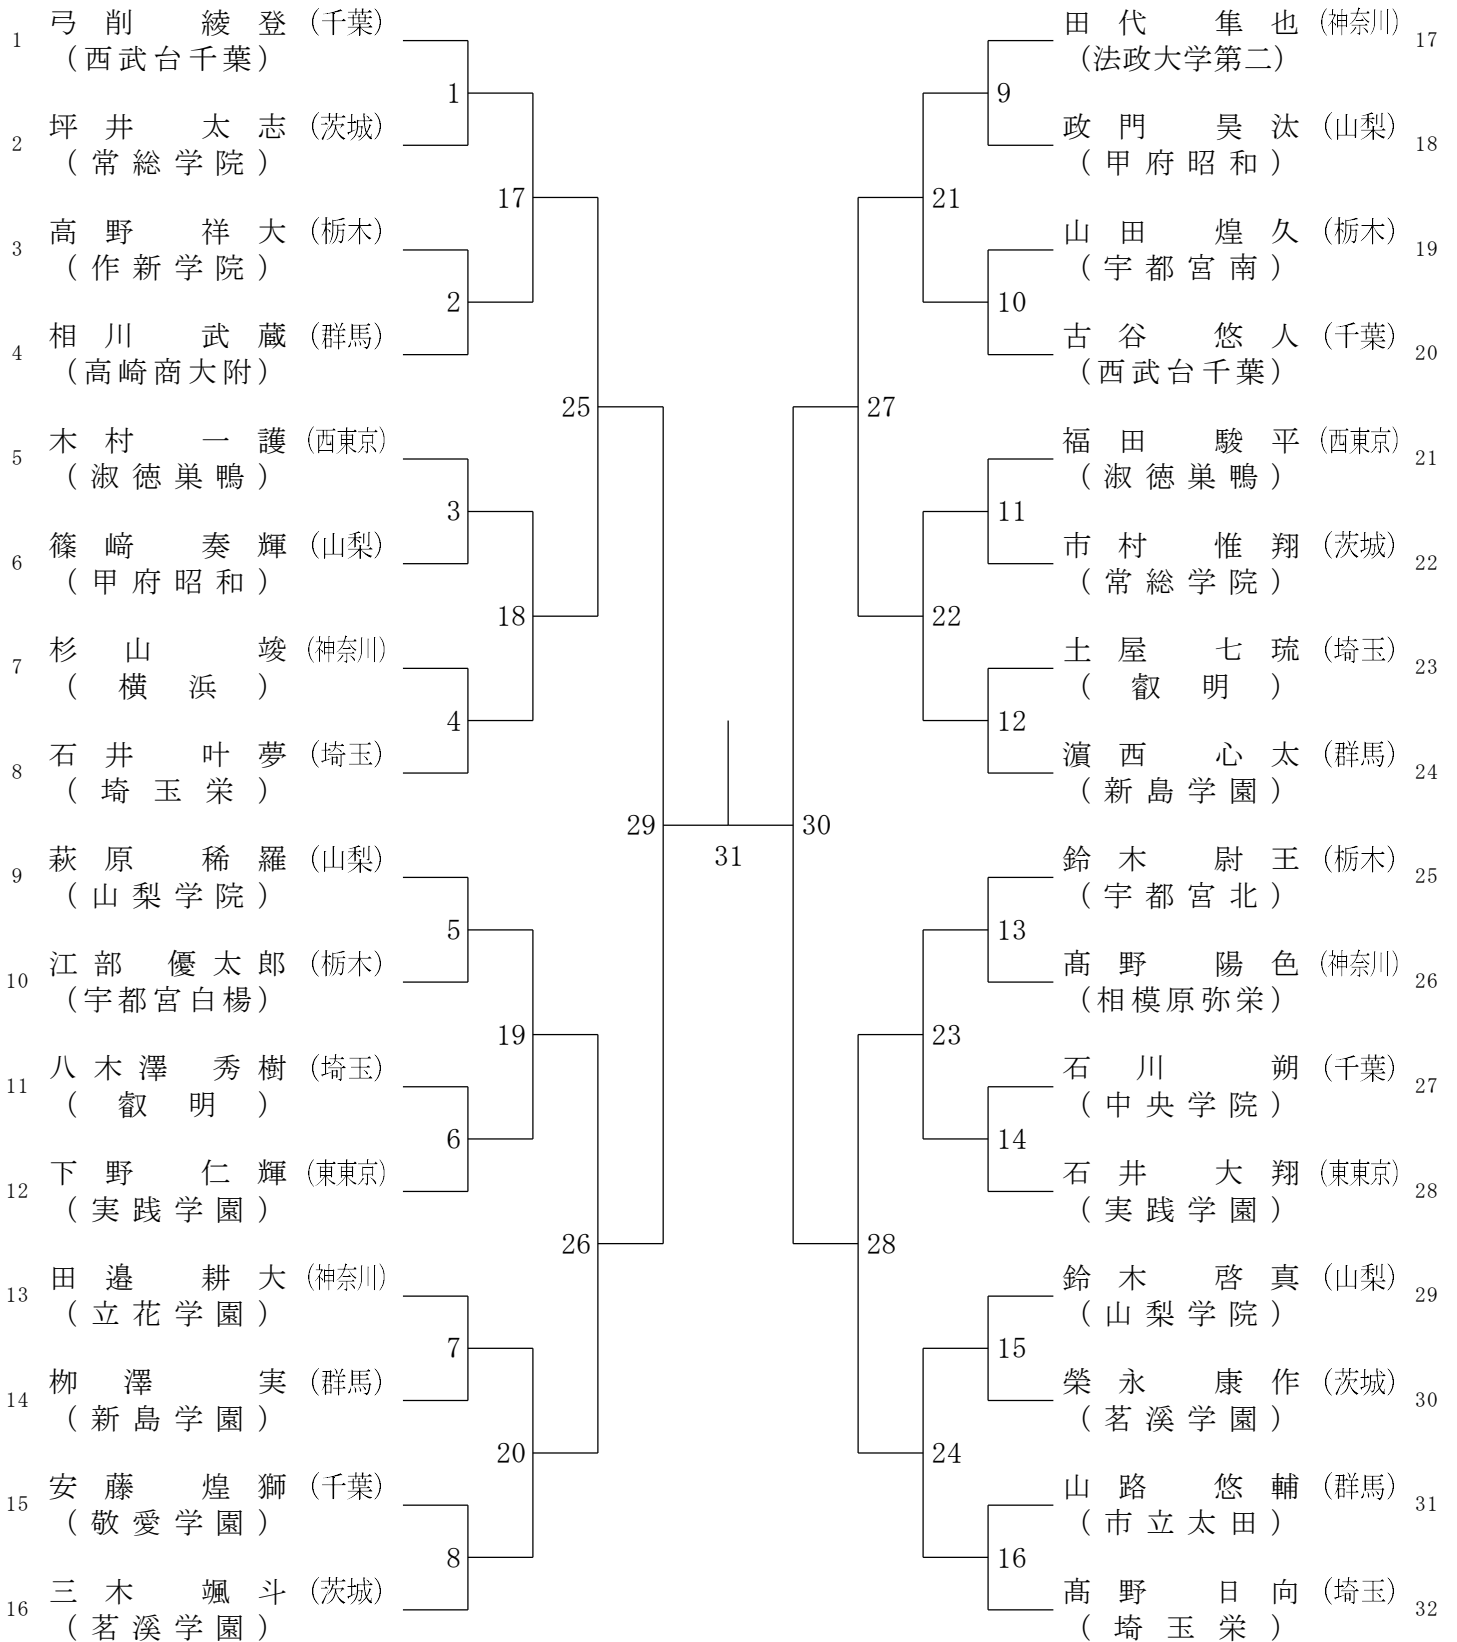 1 弓削 綾登 (千葉)
(西武台千葉)
1
2 坪井 太志 (茨城)
(常総学院)
17
3 高野 祥大 (栃木)
(作新学院)
2
4 相川 武蔵 (群馬)
(高崎商大附)
25
5 木村 一護 (西東京)
(淑徳巣鴨)
3
6 篠﨑 奏輝 (山梨)
(甲府昭和)
18
7 杉山 竣 (神奈川)
(横浜)
4
8 石井 叶夢 (埼玉)
(埼玉栄)
29
9 萩原 稀羅 (山梨)
(山梨学院)
5
10 江部 優太郎 (栃木)
(宇都宮白楊)
19
11 八木澤 秀樹 (埼玉)
(叡明)
6
12 下野 仁輝 (東東京)
(実践学園)
26
13 田邉 耕大 (神奈川)
(立花学園)
7
14 栁澤 実 (群馬)
(新島学園)
20
15 安藤 煌獅 (千葉)
(敬愛学園)
8
16 三木 颯斗 (茨城)
(茗溪学園)
31
田代 隼也 (神奈川) 17
(法政大学第二)
9
政門 昊汰 (山梨) 18
(甲府昭和)
21
山田 煌久 (栃木) 19
(宇都宮南)
10
古谷 悠人 (千葉) 20
(西武台千葉)
27
福田 駿平 (西東京) 21
(淑徳巣鴨)
11
市村 惟翔 (茨城) 22
(常総学院)
22
土屋 七琉 (埼玉) 23
(叡明)
12
濵西 心太 (群馬) 24
(新島学園)
30
鈴木 尉王 (栃木) 25
(宇都宮北)
13
髙野 陽色 (神奈川) 26
(相模原弥栄)
23
石川 朔 (千葉) 27
(中央学院)
14
石井 大翔 (東東京) 28
(実践学園)
28
鈴木 啓真 (山梨) 29
(山梨学院)
15
榮永 康作 (茨城) 30
(茗溪学園)
24
山路 悠輔 (群馬) 31
(市立太田)
16
髙野 日向 (埼玉) 32
(埼玉栄)